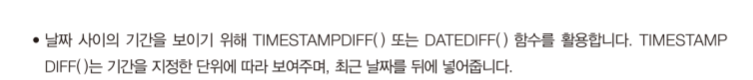 • 날짜 사이의 기간을 보이기 위해 TIMESTAMPDIFF( ) 또는 DATEDIFF( ) 함수를 활용합니다. TIMESTAMP
DIFF( )는 기간을 지정한 단위에 따라 보여주며, 최근 날짜를 뒤에 넣어줍니다.